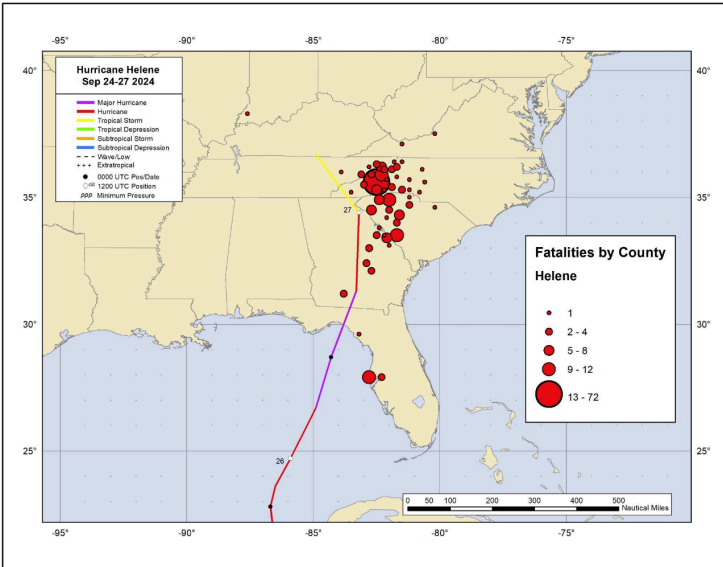 -95°
-90°
-85°
-80°
-75°
40°
40°
35°
35°
30°
30°
25°
25°
-95°
-90°
-85°
-80°
-75°
Hurricane Helene
Sep 24-27 2024
Major Hurricane
Hurricane
Tropical Storm
Tropical Depression
Subtropical Storm
Subtropical Depression
Wave/Low
Extratropical
0000 UTC Pos/Date
1200 UTC Position
PPP Minimum Pressure
27
26
Fatalities by County
Helene
1
2 - 4
5 - 8
9 - 12
13 - 72
0 50 100 200 300 400 500
Nautical Miles